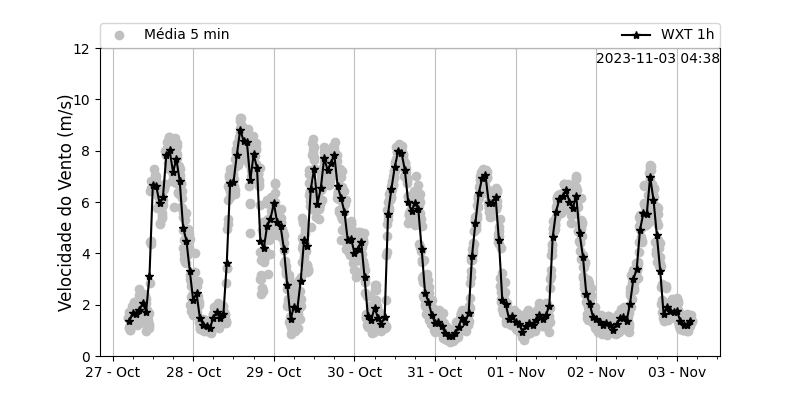 Média 5 min
WXT 1h
2023-11-03 04:38
Velocidade do Vento (m/s)
12
10
8
6
4
2
0
27 - Oct
28 - Oct
29 - Oct
30 - Oct
31 - Oct
01 - Nov
02 - Nov
03 - Nov